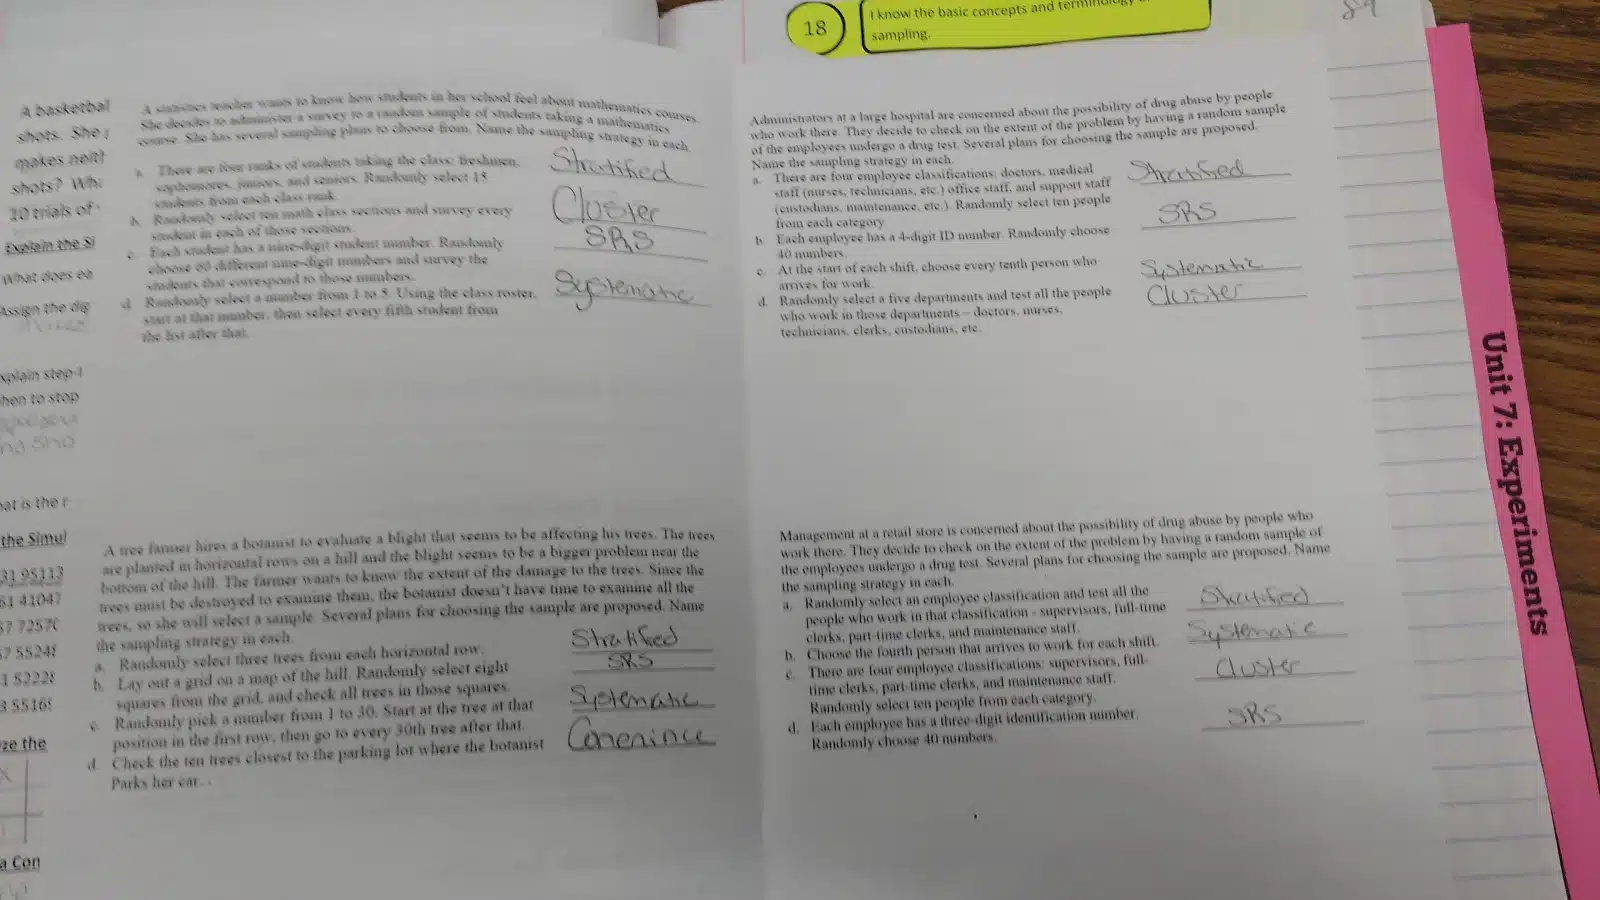 18
I know the basic concepts and terminology
sampling.
89
A basketbal
shots. She
makes neith
shots? Whi
10 trials of
Explain the Si
What does ea
Assign the dig
xplain step-
hen to stop
at is the r
the Simul
31 95113
61 41047
57 7257
55248
52228
5516
ze the
X
a Con
A statistics teacher wants to know how students in her school feel about mathematics courses.
She decides to administer a survey to a random sample of students taking a mathematics
course. She has several sampling plans to choose from. Name the sampling strategy in each.
a. There are four ranks of students taking the class: freshmen,
sophomores, juniors, and seniors. Randomly select 15
students from each class rank.
Stratified
b. Randomly select ten math class sections and survey every
student in each of those sections.
Cluster
c. Each student has a nine-digit student number. Randomly
choose 60 different nine-digit numbers and survey the
students that correspond to those numbers.
SRS
d. Randomly select a number from 1 to 5. Using the class roster,
start at that number, then select every fifth student from
the list after that.
Systematic
A tree farmer hires a botanist to evaluate a blight that seems to be affecting his trees. The trees
are planted in horizontal rows on a hill and the blight seems to be a bigger problem near the
bottom of the hill. The farmer wants to know the extent of the damage to the trees. Since the
trees must be destroyed to examine them, the botanist doesn't have time to examine all the
trees, so she will select a sample. Several plans for choosing the sample are proposed. Name
the sampling strategy in each.
a. Randomly select three trees from each horizontal row.
Stratified
b. Lay out a grid on a map of the hill. Randomly select eight
squares from the grid, and check all trees in those squares.
SRS
c. Randomly pick a number from 1 to 30. Start at the tree at that
position in the first row, then go to every 30th tree after that.
Systematic
d. Check the ten trees closest to the parking lot where the botanist
Parks her car. .
Conenince
Administrators at a large hospital are concerned about the possibility of drug abuse by people
who work there. They decide to check on the extent of the problem by having a random sample
of the employees undergo a drug test. Several plans for choosing the sample are proposed.
Name the sampling strategy in each.
a. There are four employee classifications: doctors, medical
staff (nurses, technicians, etc.) office staff, and support staff
(custodians, maintenance, etc.). Randomly select ten people
from each category.
Stratified
b. Each employee has a 4-digit ID number. Randomly choose
40 numbers.
SRS
c. At the start of each shift, choose every tenth person who
arrives for work.
Systematic
d. Randomly select a five departments and test all the people
who work in those departments – doctors, nurses,
technicians, clerks, custodians, etc.
Cluster
Management at a retail store is concerned about the possibility of drug abuse by people who
work there. They decide to check on the extent of the problem by having a random sample of
the employees undergo a drug test. Several plans for choosing the sample are proposed. Name
the sampling strategy in each.
a. Randomly select an employee classification and test all the
people who work in that classification - supervisors, full-time
clerks, part-time clerks, and maintenance staff.
Stratified
b. Choose the fourth person that arrives to work for each shift.
Systematic
c. There are four employee classifications: supervisors, full-
time clerks, part-time clerks, and maintenance staff.
Randomly select ten people from each category.
Cluster
d. Each employee has a three-digit identification number.
Randomly choose 40 numbers.
SRS
Unit 7: Experiments